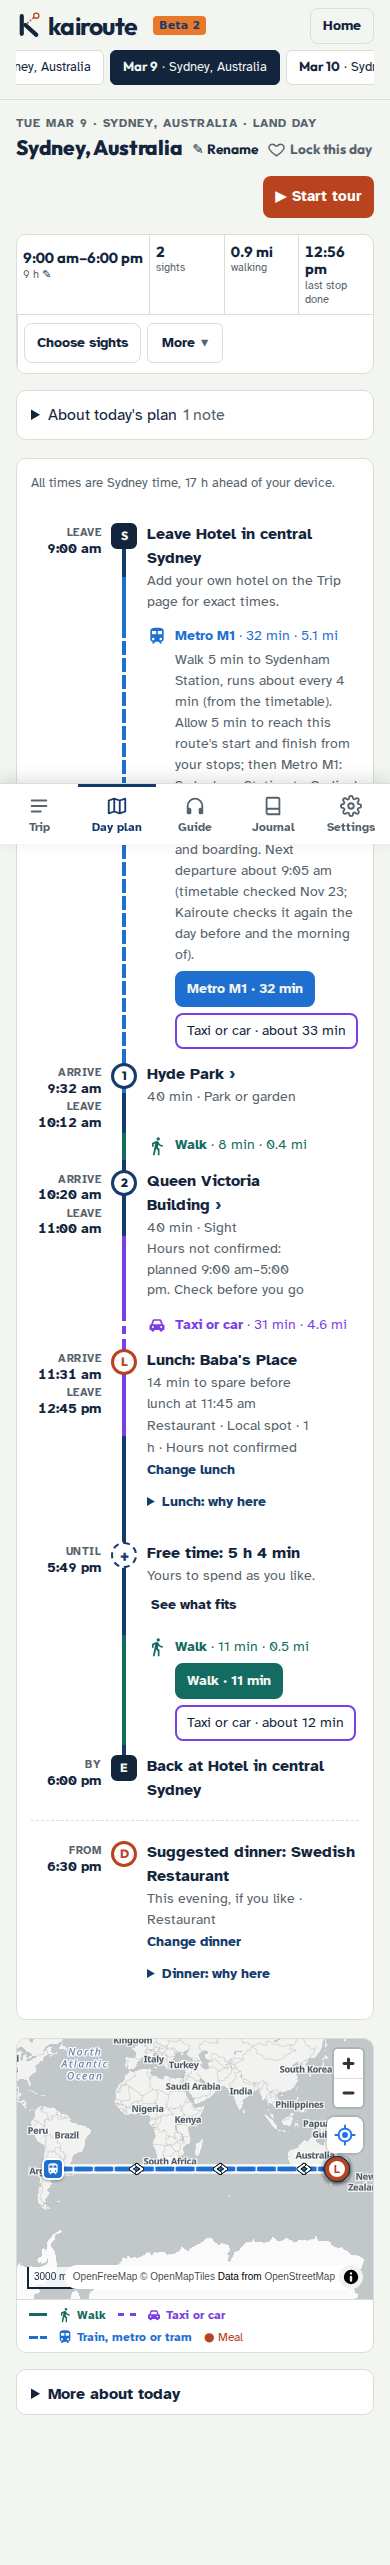 kairoute
Beta 2
Home
ney, Australia
Mar 9 · Sydney, Australia
Mar 10 · Sydn
TUE MAR 9 · SYDNEY, AUSTRALIA · LAND DAY
Sydney, Australia
✎ Rename
Lock this day
▶ Start tour
9:00 am–6:00 pm
9 h ✎
2
sights
0.9 mi
walking
12:56
pm
last stop
done
Choose sights
More ▾
▶ About today's plan 1 note
All times are Sydney time, 17 h ahead of your device.
LEAVE
9:00 am
S
Leave Hotel in central
Sydney
Add your own hotel on the Trip
page for exact times.
Metro M1 · 32 min · 5.1 mi
Walk 5 min to Sydenham
Station, runs about every 4
min (from the timetable).
Allow 5 min to reach this
route's start and finish from
your stops; then Metro M1:
Trip
Day plan
Guide
Journal
Settings
and boarding. Next
departure about 9:05 am
(timetable checked Nov 23;
Kairoute checks it again the
day before and the morning
of).
Metro M1 · 32 min
Taxi or car · about 33 min
ARRIVE
9:32 am
LEAVE
10:12 am
1
Hyde Park ›
40 min · Park or garden
Walk · 8 min · 0.4 mi
ARRIVE
10:20 am
LEAVE
11:00 am
2
Queen Victoria
Building ›
40 min · Sight
Hours not confirmed:
planned 9:00 am–5:00
pm. Check before you go
Taxi or car · 31 min · 4.6 mi
ARRIVE
11:31 am
LEAVE
12:45 pm
L
Lunch: Baba's Place
14 min to spare before
lunch at 11:45 am
Restaurant · Local spot · 1
h · Hours not confirmed
Change lunch
▶ Lunch: why here
UNTIL
5:49 pm
+
Free time: 5 h 4 min
Yours to spend as you like.
See what fits
Walk · 11 min · 0.5 mi
Walk · 11 min
Taxi or car · about 12 min
BY
6:00 pm
E
Back at Hotel in central
Sydney
FROM
6:30 pm
D
Suggested dinner: Swedish
Restaurant
This evening, if you like ·
Restaurant
Change dinner
▶ Dinner: why here
Kingdom
North
Atlantic
Ocean
Italy
Turkey
South Korea
Saudi Arabia
India
Nigeria
Philippines
Kenya
Papu
Gui
Peru
Brazil
Australia
South Africa
Arg
L
New
Zealan
+
−
3000 m
OpenFreeMap © OpenMapTiles Data from OpenStreetMap
Walk
Taxi or car
Train, metro or tram
Meal
▶ More about today